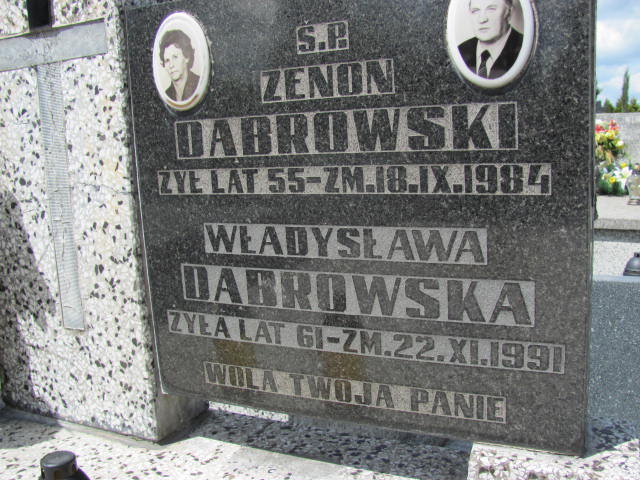 Ś.P.
ZENON
DĄBROWSKI
ŻYŁ LAT 55-ZM.18.IX.1984
WŁADYSŁAWA
DĄBROWSKA
ŻYŁA LAT 61-ZM.22.XI.1991
WOLA TWOJA PANIE